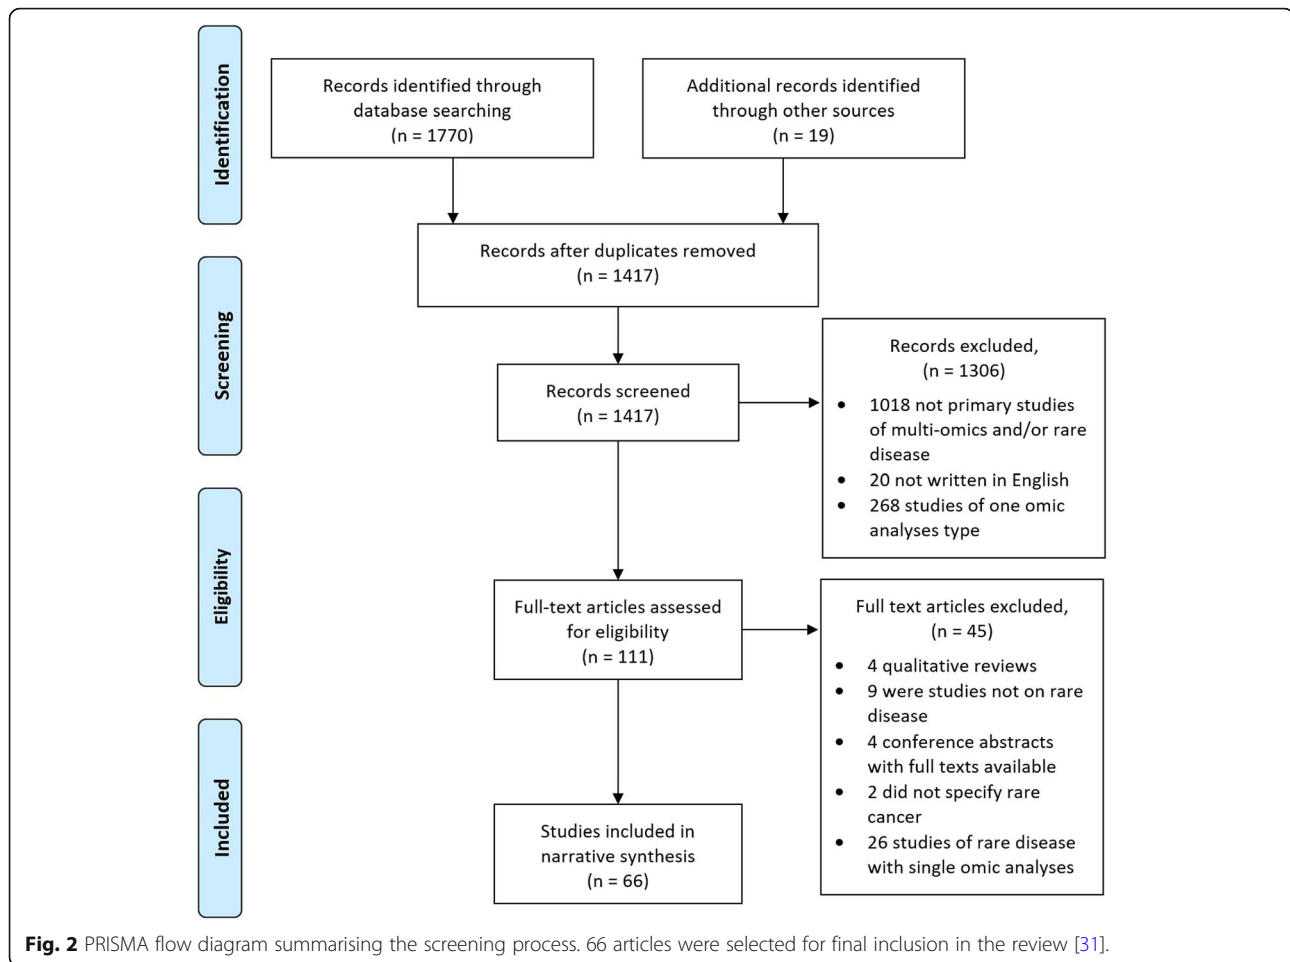 Identification
Records identified through
database searching
(n = 1770)
Additional records identified
through other sources
(n = 19)
Records after duplicates removed
(n = 1417)
Screening
Records screened
(n = 1417)
Records excluded,
(n = 1306)
• 1018 not primary studies
of multi-omics and/or rare
disease
• 20 not written in English
• 268 studies of one omic
analyses type
Eligibility
Full-text articles assessed
for eligibility
(n = 111)
Full text articles excluded,
(n = 45)
• 4 qualitative reviews
• 9 were studies not on rare
disease
• 4 conference abstracts
with full texts available
• 2 did not specify rare
cancer
• 26 studies of rare disease
with single omic analyses
Included
Studies included in
narrative synthesis
(n = 66)
Fig. 2 PRISMA flow diagram summarising the screening process. 66 articles were selected for final inclusion in the review [31].